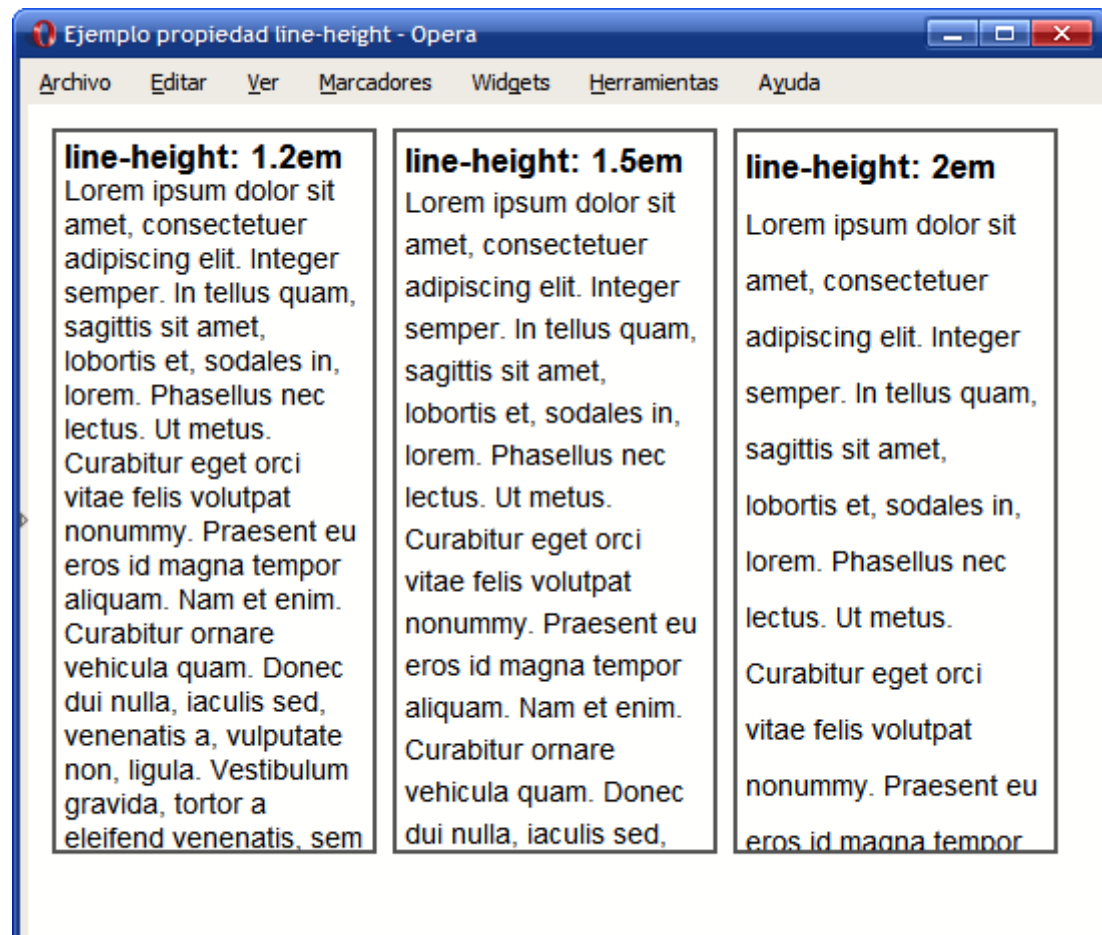 Ejemplo propiedad line-height - Opera
Archivo Editar Ver Marcadores Widgets Herramientas Ayuda
line-height: 1.2em
Lorem ipsum dolor sit
amet, consectetuer
adipiscing elit. Integer
semper. In tellus quam,
sagittis sit amet,
lobortis et, sodales in,
lorem. Phasellus nec
lectus. Ut metus.
Curabitur eget orci
vitae felis volutpat
nonummy. Praesent eu
eros id magna tempor
aliquam. Nam et enim.
Curabitur ornare
vehicula quam. Donec
dui nulla, iaculis sed,
venenatis a, vulputate
non, ligula. Vestibulum
gravida, tortor a
eleifend venenatis, sem
line-height: 1.5em
Lorem ipsum dolor sit
amet, consectetuer
adipiscing elit. Integer
semper. In tellus quam,
sagittis sit amet,
lobortis et, sodales in,
lorem. Phasellus nec
lectus. Ut metus.
Curabitur eget orci
vitae felis volutpat
nonummy. Praesent eu
eros id magna tempor
aliquam. Nam et enim.
Curabitur ornare
vehicula quam. Donec
dui nulla, iaculis sed,
line-height: 2em
Lorem ipsum dolor sit
amet, consectetuer
adipiscing elit. Integer
semper. In tellus quam,
sagittis sit amet,
lobortis et, sodales in,
lorem. Phasellus nec
lectus. Ut metus.
Curabitur eget orci
vitae felis volutpat
nonummy. Praesent eu
eros id magna tempor